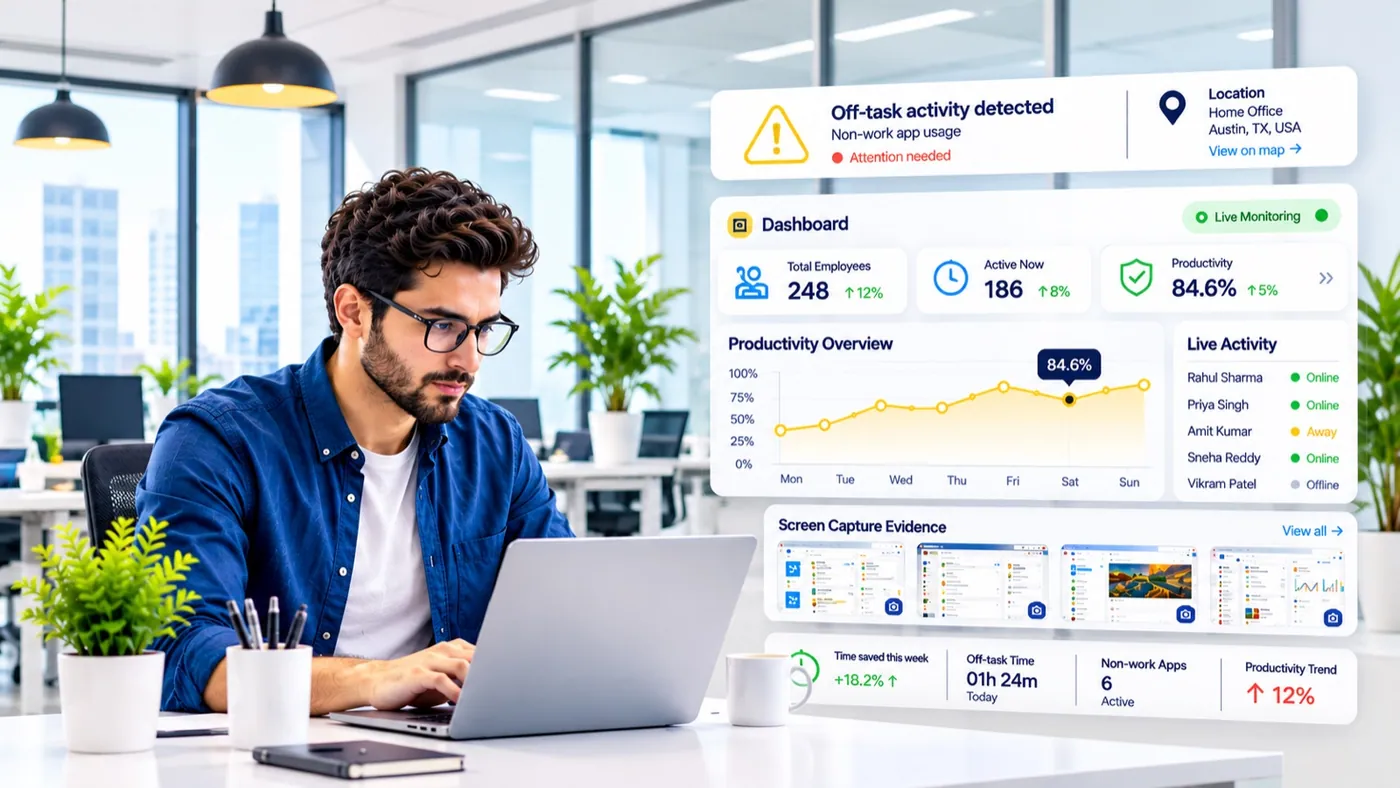 Off-task activity detected
Non-work app usage
Attention needed
Location
Home Office
Austin, TX, USA
View on map →
Dashboard
Live Monitoring
Total Employees
248 ↑ 12%
Active Now
186 ↑ 8%
Productivity
84.6% ↑ 5%
Productivity Overview
84.6%
100%
75%
50%
25%
0%
Mon Tue Wed Thu Fri Sat Sun
Live Activity
Rahul Sharma Online
Priya Singh Online
Amit Kumar Away
Sneha Reddy Online
Vikram Patel Offline
Screen Capture Evidence
View all →
Time saved this week
+18.2% ↑
Off-task Time
01h 24m
Today
Non-work Apps
6
Active
Productivity Trend
↑ 12%